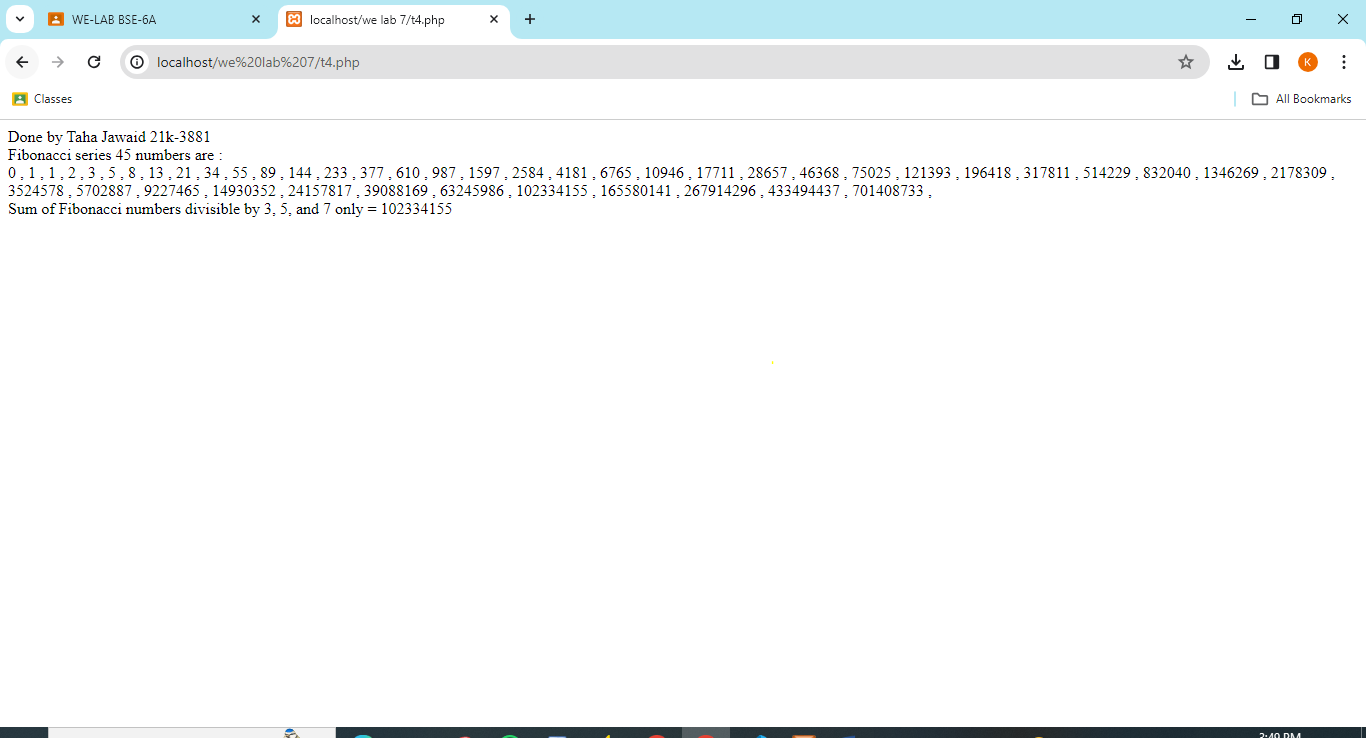 WE-LAB BSE-6A
localhost/we lab 7/t4.php
localhost/we%20lab%207/t4.php
K
Classes
All Bookmarks
Done by Taha Jawaid 21k-3881
Fibonacci series 45 numbers are :
0 , 1 , 1 , 2 , 3 , 5 , 8 , 13 , 21 , 34 , 55 , 89 , 144 , 233 , 377 , 610 , 987 , 1597 , 2584 , 4181 , 6765 , 10946 , 17711 , 28657 , 46368 , 75025 , 121393 , 196418 , 317811 , 514229 , 832040 , 1346269 , 2178309 ,
3524578 , 5702887 , 9227465 , 14930352 , 24157817 , 39088169 , 63245986 , 102334155 , 165580141 , 267914296 , 433494437 , 701408733 ,
Sum of Fibonacci numbers divisible by 3, 5, and 7 only = 102334155